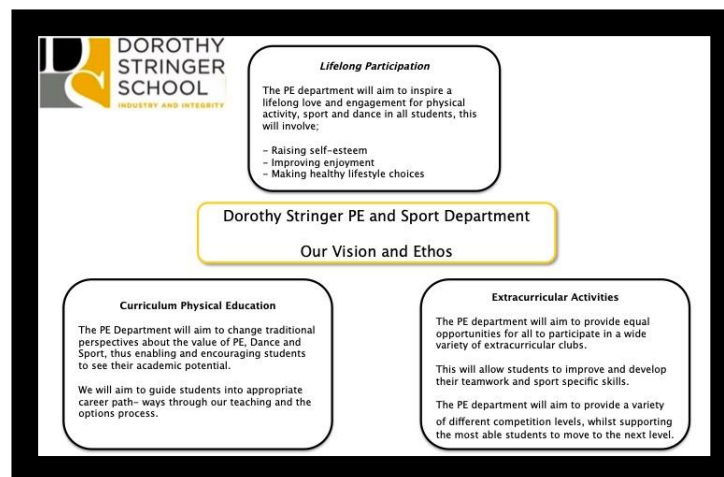 DOROTHY
STRINGER
SCHOOL
INDUSTRY AND INTEGRITY
Lifelong Participation
The PE department will aim to inspire a
lifelong love and engagement for physical
activity, sport and dance in all students, this
will involve;
- Raising self-esteem
- Improving enjoyment
- Making healthy lifestyle choices
Dorothy Stringer PE and Sport Department
Our Vision and Ethos
Curriculum Physical Education
The PE Department will aim to change traditional
perspectives about the value of PE, Dance and
Sport, thus enabling and encouraging students
to see their academic potential.
We will aim to guide students into appropriate
career path- ways through our teaching and the
options process.
Extracurricular Activities
The PE department will aim to provide equal
opportunities for all to participate in a wide
variety of extracurricular clubs.
This will allow students to improve and develop
their teamwork and sport specific skills.
The PE department will aim to provide a variety
of different competition levels, whilst supporting
the most able students to move to the next level.